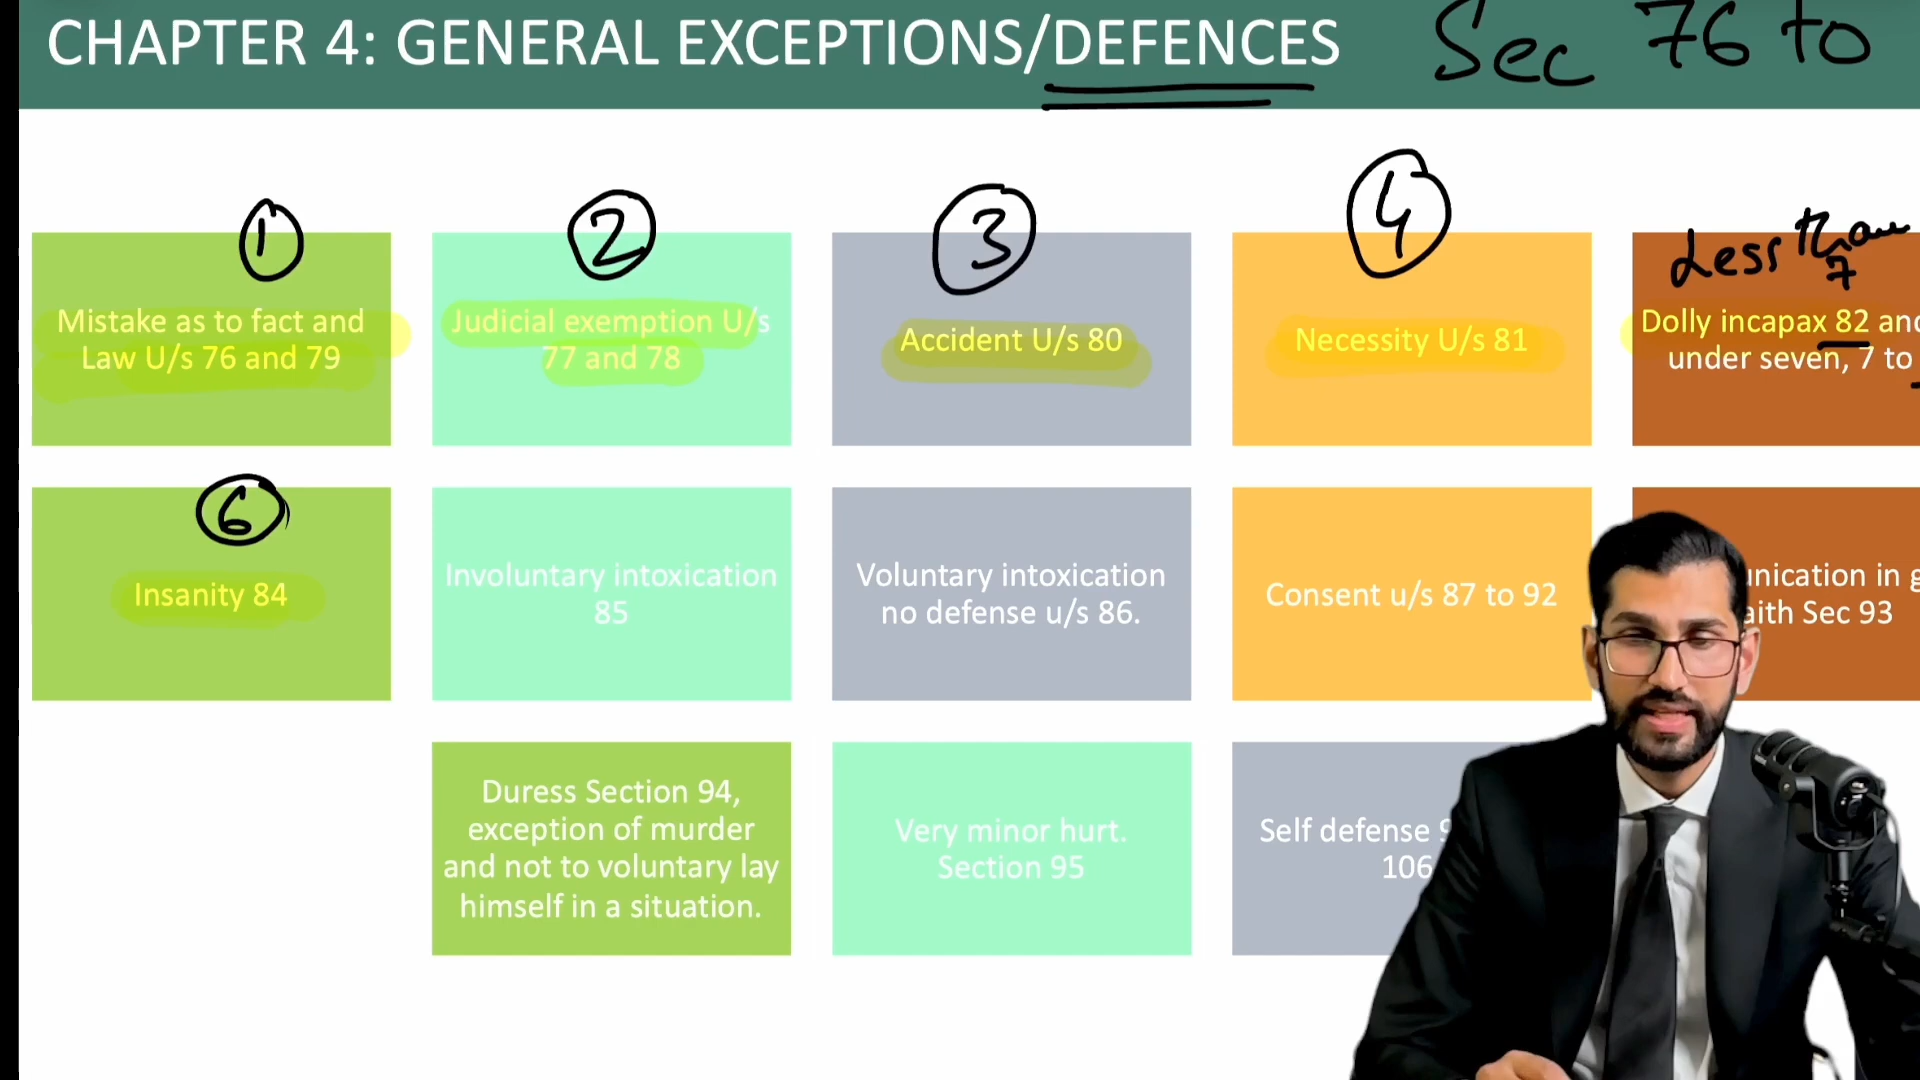 CHAPTER 4: GENERAL EXCEPTIONS/DEFENCES Sec 76 to
1
2
3
4
Less than
7
Mistake as to fact and
Law U/s 76 and 79
Judicial exemption U/s
77 and 78
Accident U/s 80
Necessity U/s 81
Dolly incapax 82 and
under seven, 7 to
6
Insanity 84
Involuntary intoxication
85
Voluntary intoxication
no defense u/s 86.
Consent u/s 87 to 92
unication in g
aith Sec 93
Duress Section 94,
exception of murder
and not to voluntary lay
himself in a situation.
Very minor hurt.
Section 95
Self defense 9
106